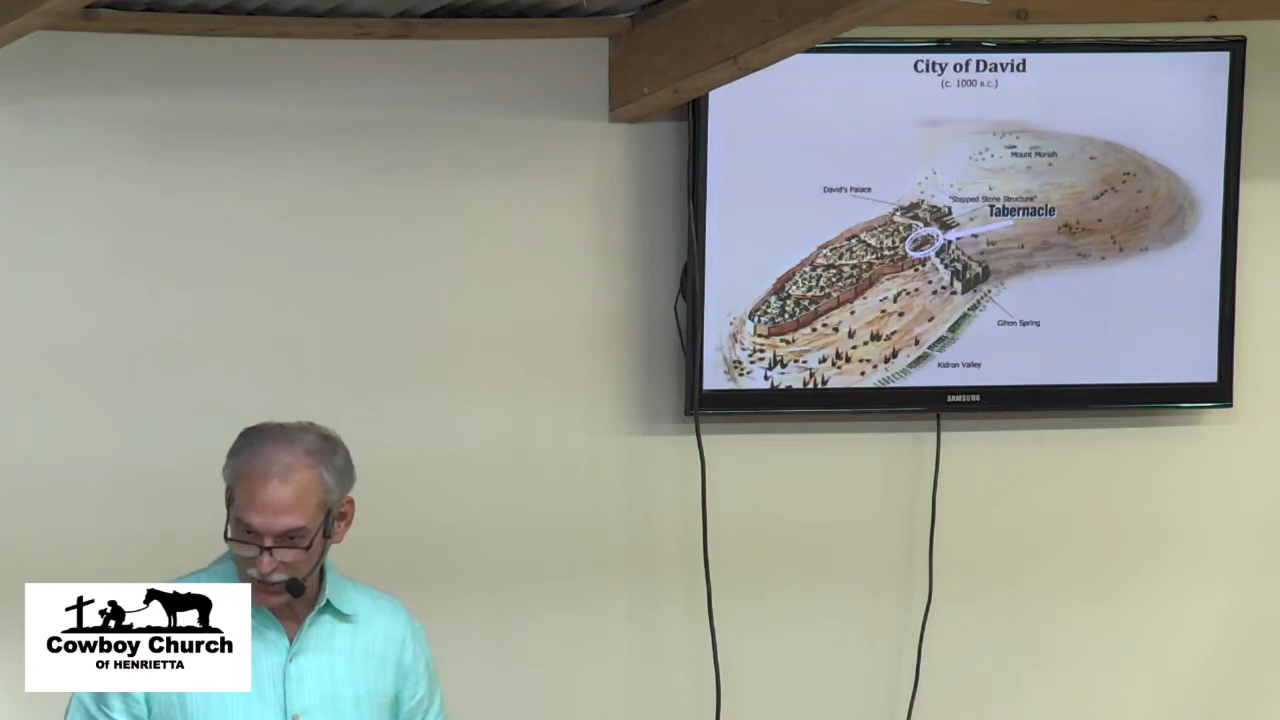 City of David
(c. 1000 B.C.)
Mount Moriah
David's Palace
"Stepped Stone Structure"
Tabernacle
Gihon Spring
Kidron Valley
SAMSUNG
Cowboy Church
Of HENRIETTA